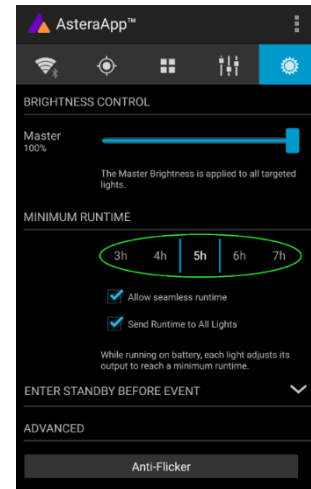 AsteraApp™
BRIGHTNESS CONTROL
Master
100%
The Master Brightness is applied to all targeted
lights.
MINIMUM RUNTIME
3h 4h 5h 6h 7h
Allow seamless runtime
Send Runtime to All Lights
While running on battery, each light adjusts its
output to reach a minimum runtime.
ENTER STANDBY BEFORE EVENT
ADVANCED
Anti-Flicker